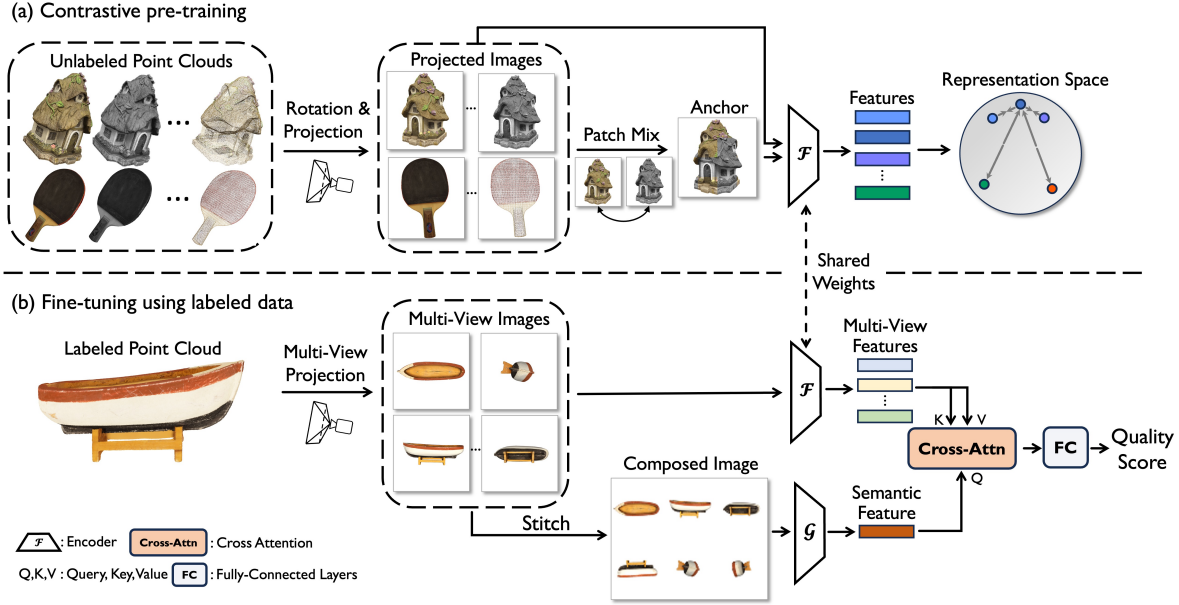 (a) Contrastive pre-training
Unlabeled Point Clouds
...
Rotation &
Projection
Projected Images
...
...
Patch Mix
Anchor
F
Features
...
Representation Space
Shared
Weights
(b) Fine-tuning using labeled data
Labeled Point Cloud
Multi-View
Projection
Multi-View Images
...
Stitch
Composed Image
F
Multi-View
Features
...
K V
Cross-Attn
Q
FC
Quality
Score
G
Semantic
Feature
F : Encoder Cross-Attn : Cross Attention
Q,K,V : Query, Key, Value FC : Fully-Connected Layers